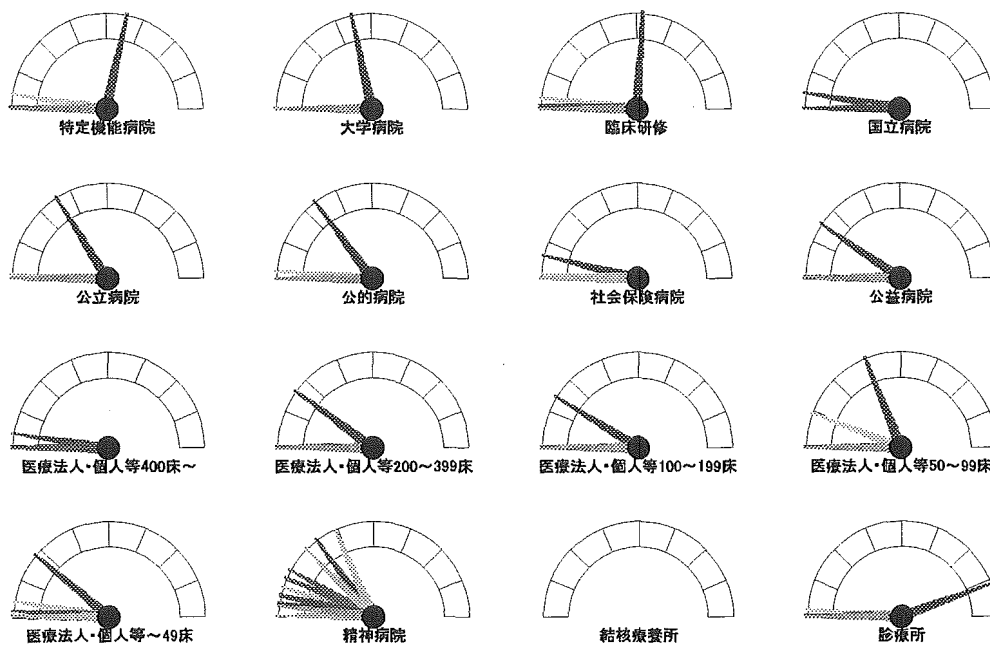 特定機能病院
大学病院
臨床研修
国立病院
公立病院
公的病院
社会保険病院
公益病院
医療法人・個人等400床～
医療法人・個人等200～399床
医療法人・個人等100～199床
医療法人・個人等50～99床
医療法人・個人等～49床
精神病院
結核療養所
診療所